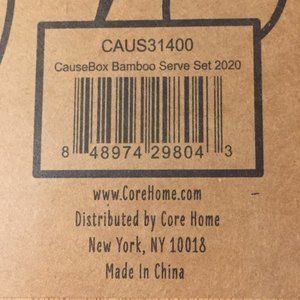 CAUS31400
CauseBox Bamboo Serve Set 2020
8 48974 29804 3
www.CoreHome.com
Distributed by Core Home
New York, NY 10018
Made In China